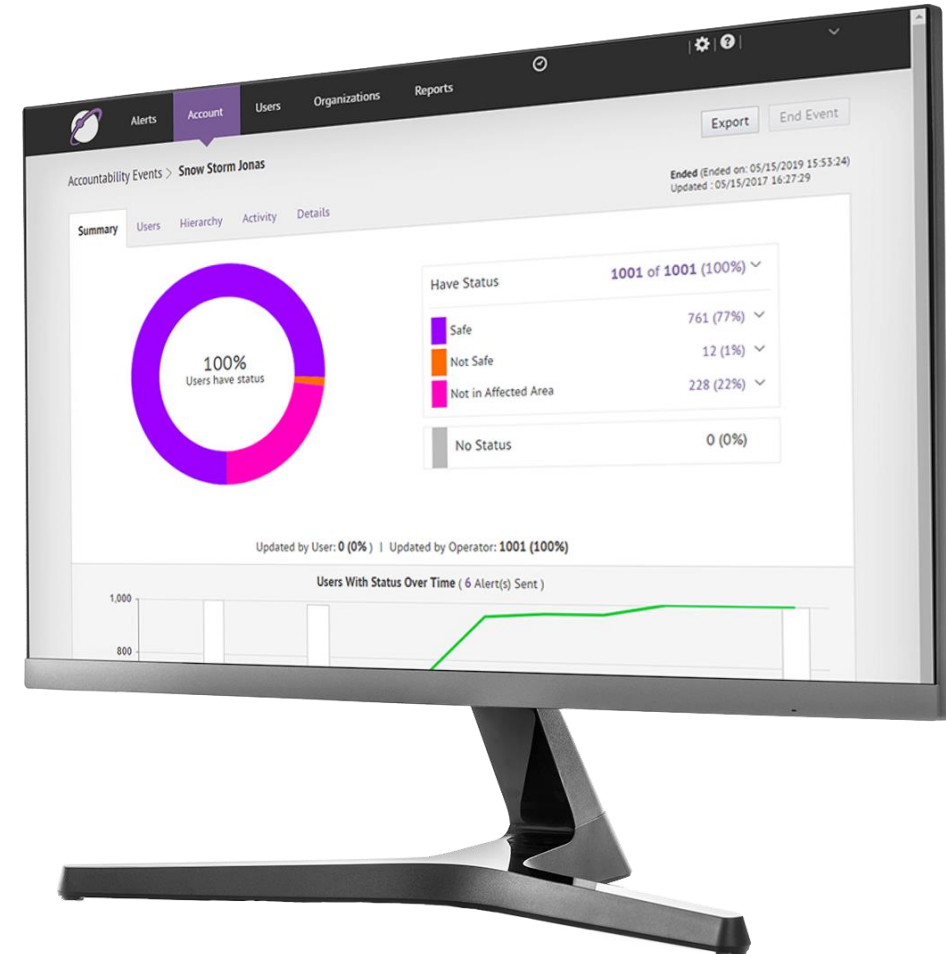 Alerts Account Users Organizations Reports
Export End Event
Accountability Events > Snow Storm Jonas
Ended (Ended on: 05/15/2019 15:53:24)
Updated : 05/15/2017 16:27:29
Summary Users Hierarchy Activity Details
100%
Users have status
Have Status 1001 of 1001 (100%)
Safe 761 (77%)
Not Safe 12 (1%)
Not in Affected Area 228 (22%)
No Status 0 (0%)
Updated by User: 0 (0% ) | Updated by Operator: 1001 (100%)
Users With Status Over Time ( 6 Alert(s) Sent )
1,000
800